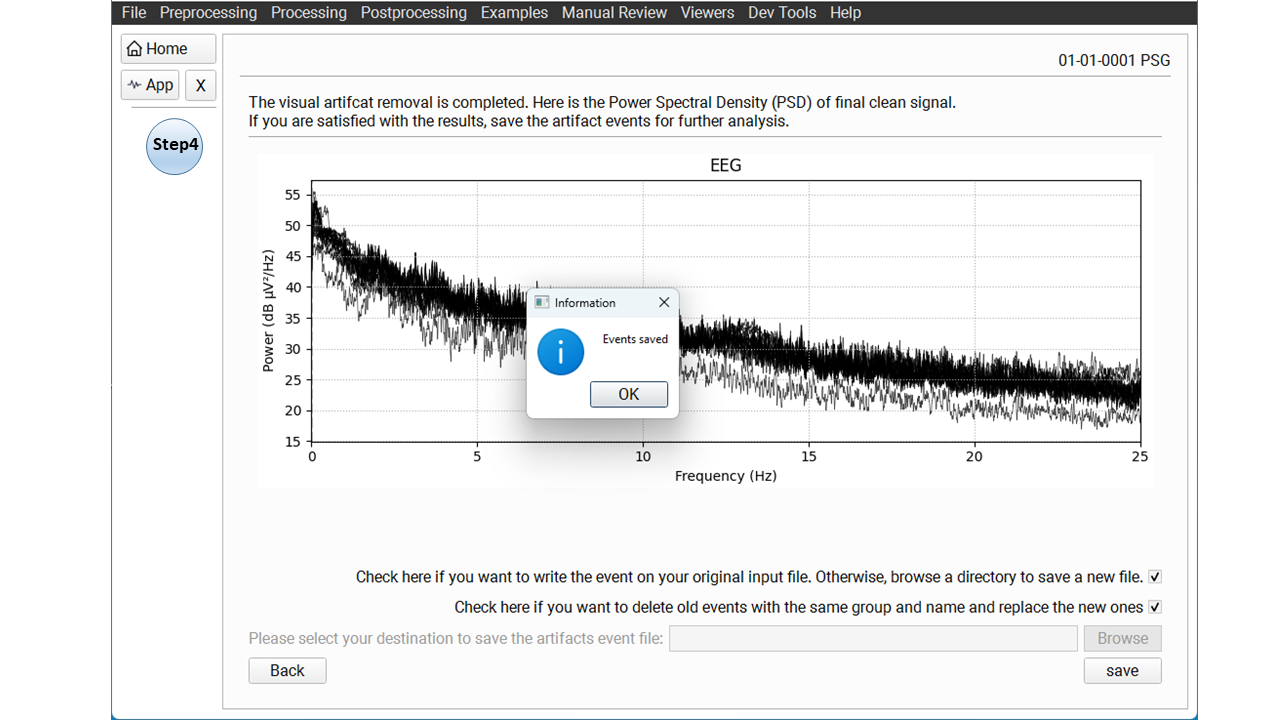 File Preprocessing Processing Postprocessing Examples Manual Review Viewers Dev Tools Help
Home
App X
Step4
01-01-0001 PSG
The visual artifcat removal is completed. Here is the Power Spectral Density (PSD) of final clean signal.
If you are satisfied with the results, save the artifact events for further analysis.
EEG
Power (dB µV²/Hz)
55
50
45
40
35
30
25
20
15
0 5 10 15 20 25
Frequency (Hz)
Information
Events saved
OK
Check here if you want to write the event on your original input file. Otherwise, browse a directory to save a new file.
Check here if you want to delete old events with the same group and name and replace the new ones
Please select your destination to save the artifacts event file: Browse
Back save